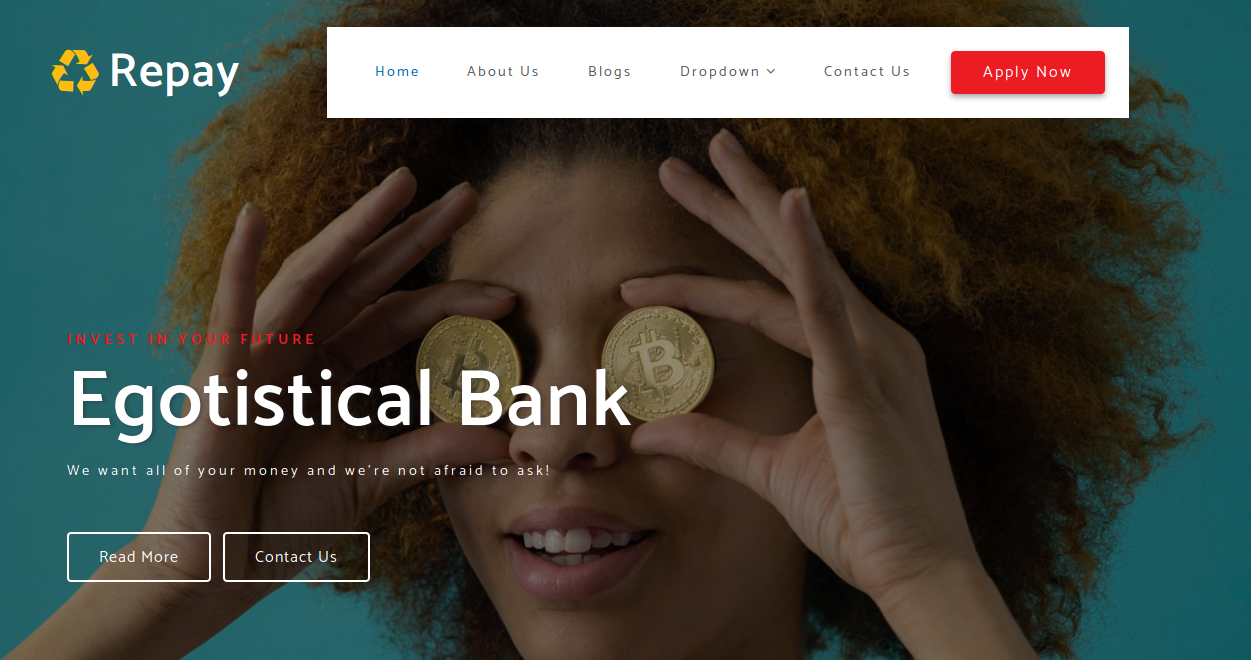 Repay
Home About Us Blogs Dropdown Contact Us Apply Now
INVEST IN YOUR FUTURE
Egotistical Bank
We want all of your money and we're not afraid to ask!
Read More Contact Us